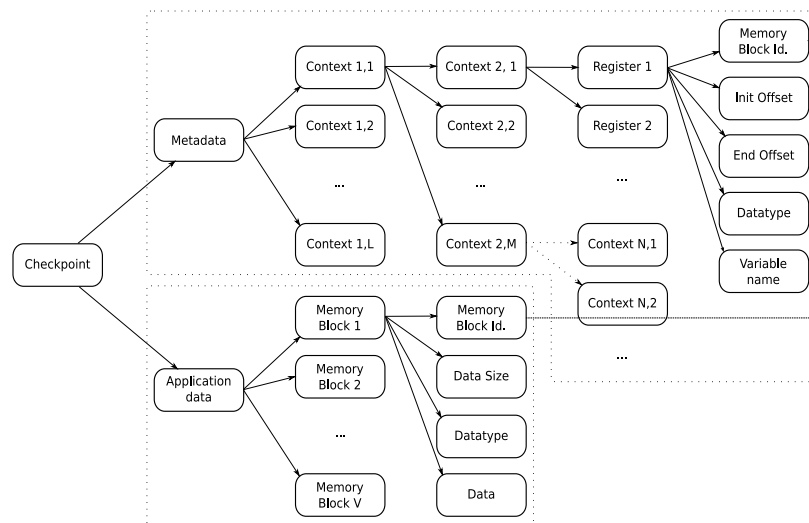 Memory
Block Id.
Context 1,1
Context 2, 1
Register 1
Init Offset
Context 1,2
Context 2,2
Register 2
Metadata
End Offset
...
...
...
Datatype
Context 1,L
Context 2,M
Context N,1
Variable
name
Checkpoint
Context N,2
Memory
Block 1
Memory
Block Id.
...
Application
data
Memory
Block 2
Data Size
...
Datatype
Memory
Block V
Data